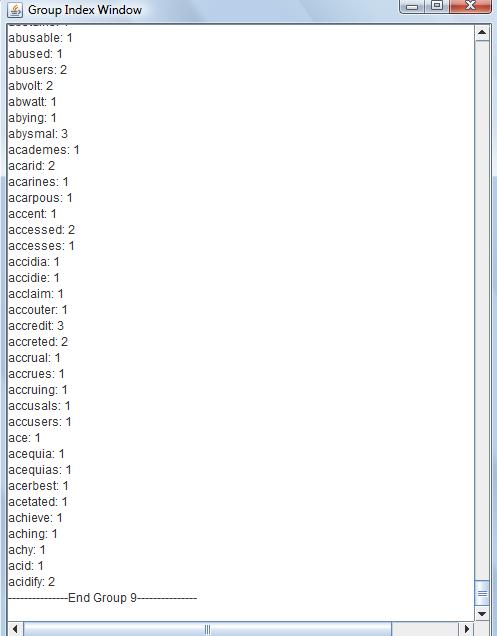 Group Index Window
abusable: 1
abused: 1
abusers: 2
abvolt: 2
abwatt: 1
abying: 1
abysmal: 3
academes: 1
acarid: 2
acarines: 1
acarpous: 1
accent: 1
accessed: 2
accesses: 1
accidia: 1
accidie: 1
acclaim: 1
accouter: 1
accredit: 3
accreted: 2
accrual: 1
accrues: 1
accruing: 1
accusals: 1
accusers: 1
ace: 1
acequia: 1
acequias: 1
acerbest: 1
acetated: 1
achieve: 1
aching: 1
achy: 1
acid: 1
acidify: 2
---------------End Group 9---------------